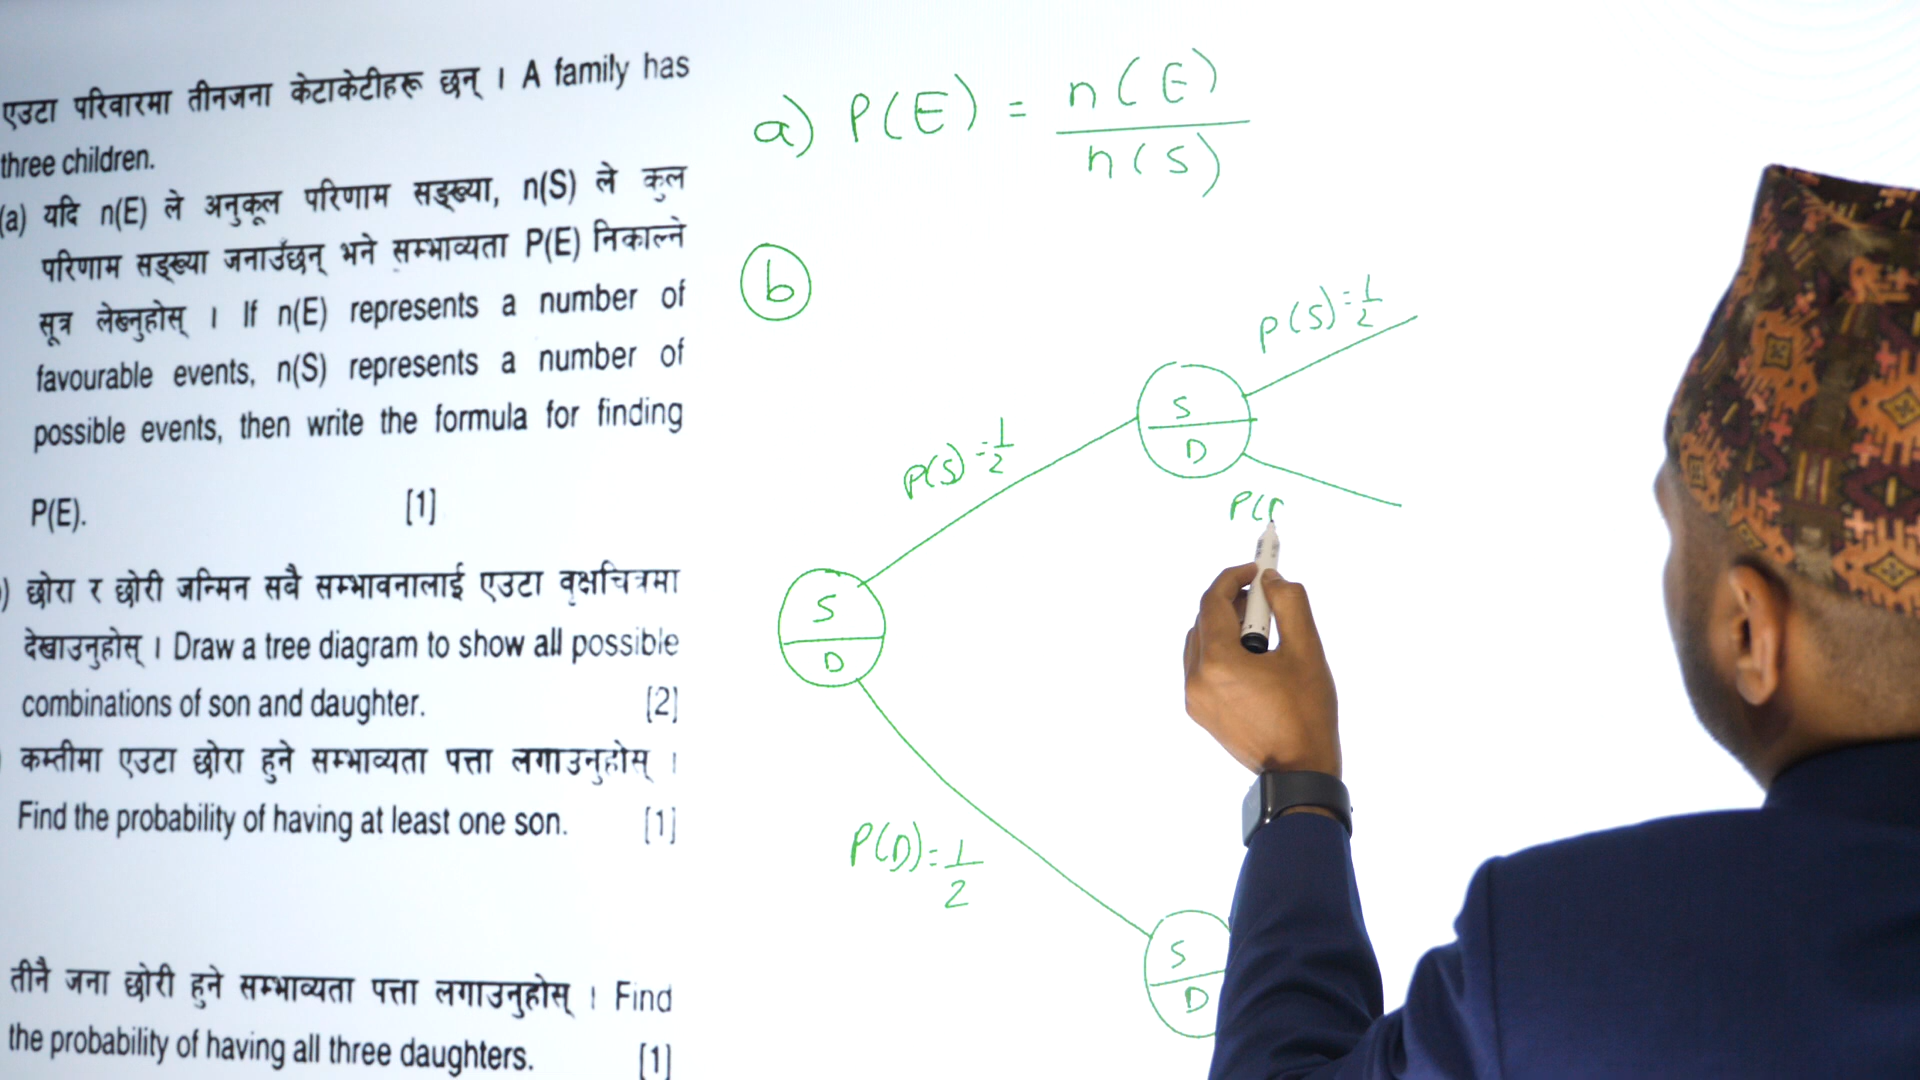 एउटा परिवारमा तीनजना केटाकेटीहरू छन् । A family has
three children.
(a) यदि n(E) ले अनुकूल परिणाम सङ्ख्या, n(S) ले कुल
परिणाम सङ्ख्या जनाउँछन् भने सम्भाव्यता P(E) निकाल्ने
सूत्र लेख्नुहोस् । If n(E) represents a number of
favourable events, n(S) represents a number of
possible events, then write the formula for finding
P(E). [1]
) छोरा र छोरी जन्मिन सबै सम्भावनालाई एउटा वृक्षचित्रमा
देखाउनुहोस् । Draw a tree diagram to show all possible
combinations of son and daughter. [2]
कम्तीमा एउटा छोरा हुने सम्भाव्यता पत्ता लगाउनुहोस् ।
Find the probability of having at least one son. [1]
तीनै जना छोरी हुने सम्भाव्यता पत्ता लगाउनुहोस् । Find
the probability of having all three daughters. [1]
a) P(E) = n(E)
n(S)
b
P(S) = 1/2
S
D
P(S) = 1/2
P(
S
D
P(D) = 1/2
S
D